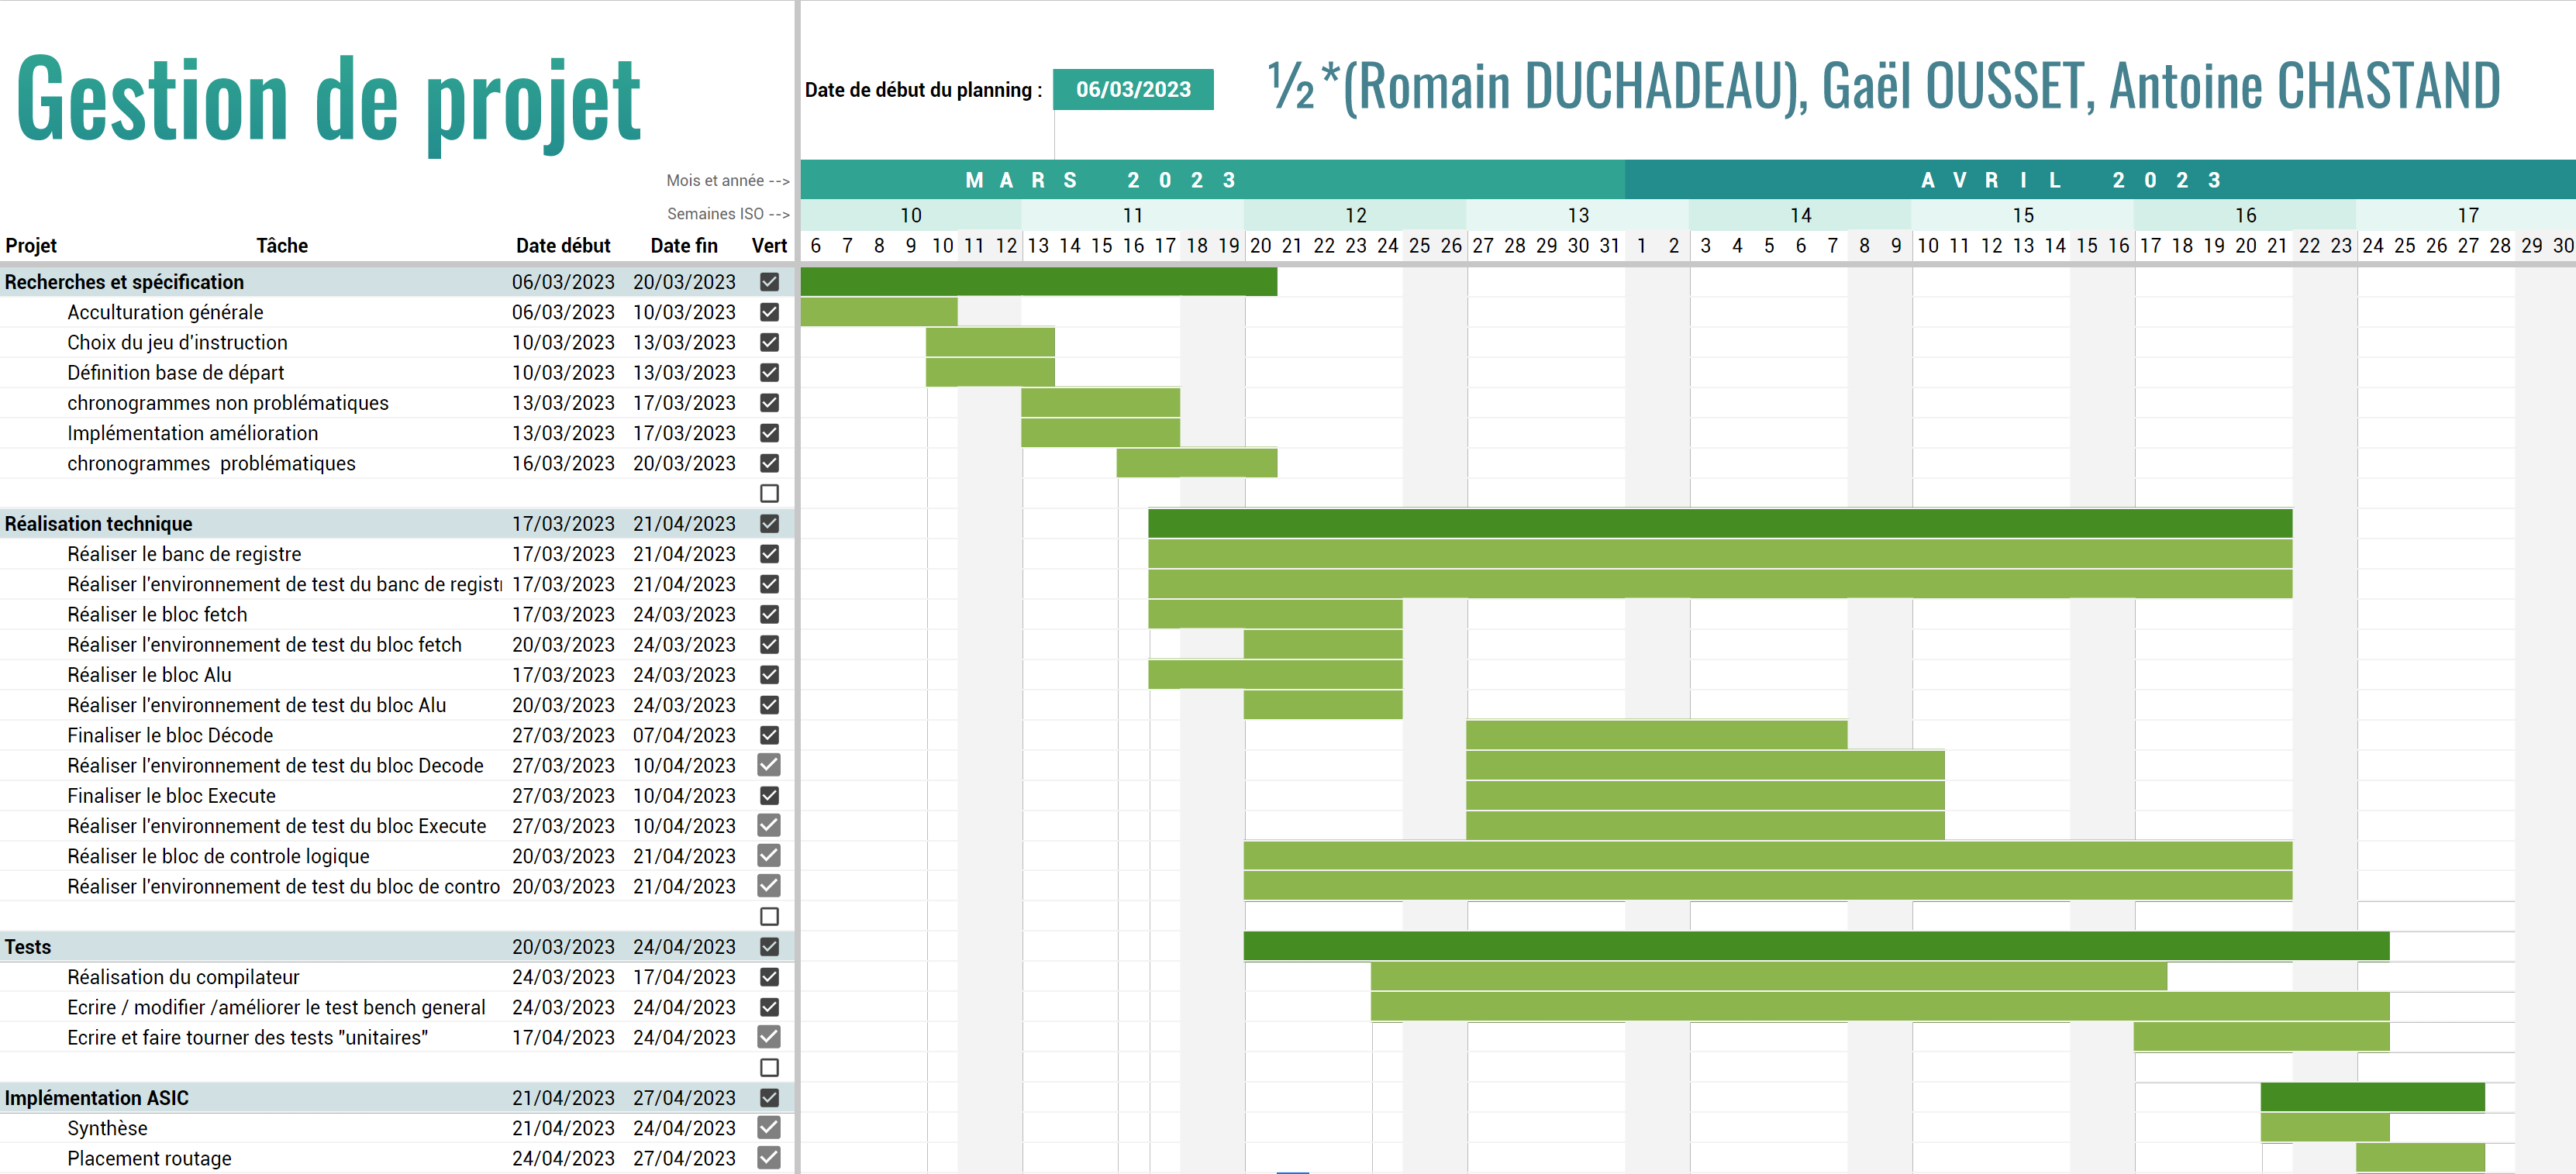 Gestion de projet
Date de début du planning :
06/03/2023
½*(Romain DUCHADEAU), Gaël OUSSET, Antoine CHASTAND
Mois et année -->
MARS 2023
AVRIL 2023
Semaines ISO -->
10 11 12 13 14 15 16 17
Projet Tâche Date début Date fin Vert
6 7 8 9 10 11 12 13 14 15 16 17 18 19 20 21 22 23 24 25 26 27 28 29 30 31 1 2 3 4 5 6 7 8 9 10 11 12 13 14 15 16 17 18 19 20 21 22 23 24 25 26 27 28 29 30
Recherches et spécification 06/03/2023 20/03/2023
Acculturation générale 06/03/2023 10/03/2023
Choix du jeu d'instruction 10/03/2023 13/03/2023
Définition base de départ 10/03/2023 13/03/2023
chronogrammes non problématiques 13/03/2023 17/03/2023
Implémentation amélioration 13/03/2023 17/03/2023
chronogrammes problématiques 16/03/2023 20/03/2023
Réalisation technique 17/03/2023 21/04/2023
Réaliser le banc de registre 17/03/2023 21/04/2023
Réaliser l'environnement de test du banc de registr 17/03/2023 21/04/2023
Réaliser le bloc fetch 17/03/2023 24/03/2023
Réaliser l'environnement de test du bloc fetch 20/03/2023 24/03/2023
Réaliser le bloc Alu 17/03/2023 24/03/2023
Réaliser l'environnement de test du bloc Alu 20/03/2023 24/03/2023
Finaliser le bloc Décode 27/03/2023 07/04/2023
Réaliser l'environnement de test du bloc Decode 27/03/2023 10/04/2023
Finaliser le bloc Execute 27/03/2023 10/04/2023
Réaliser l'environnement de test du bloc Execute 27/03/2023 10/04/2023
Réaliser le bloc de controle logique 20/03/2023 21/04/2023
Réaliser l'environnement de test du bloc de contro 20/03/2023 21/04/2023
Tests 20/03/2023 24/04/2023
Réalisation du compilateur 24/03/2023 17/04/2023
Ecrire / modifier /améliorer le test bench general 24/03/2023 24/04/2023
Ecrire et faire tourner des tests "unitaires" 17/04/2023 24/04/2023
Implémentation ASIC 21/04/2023 27/04/2023
Synthèse 21/04/2023 24/04/2023
Placement routage 24/04/2023 27/04/2023